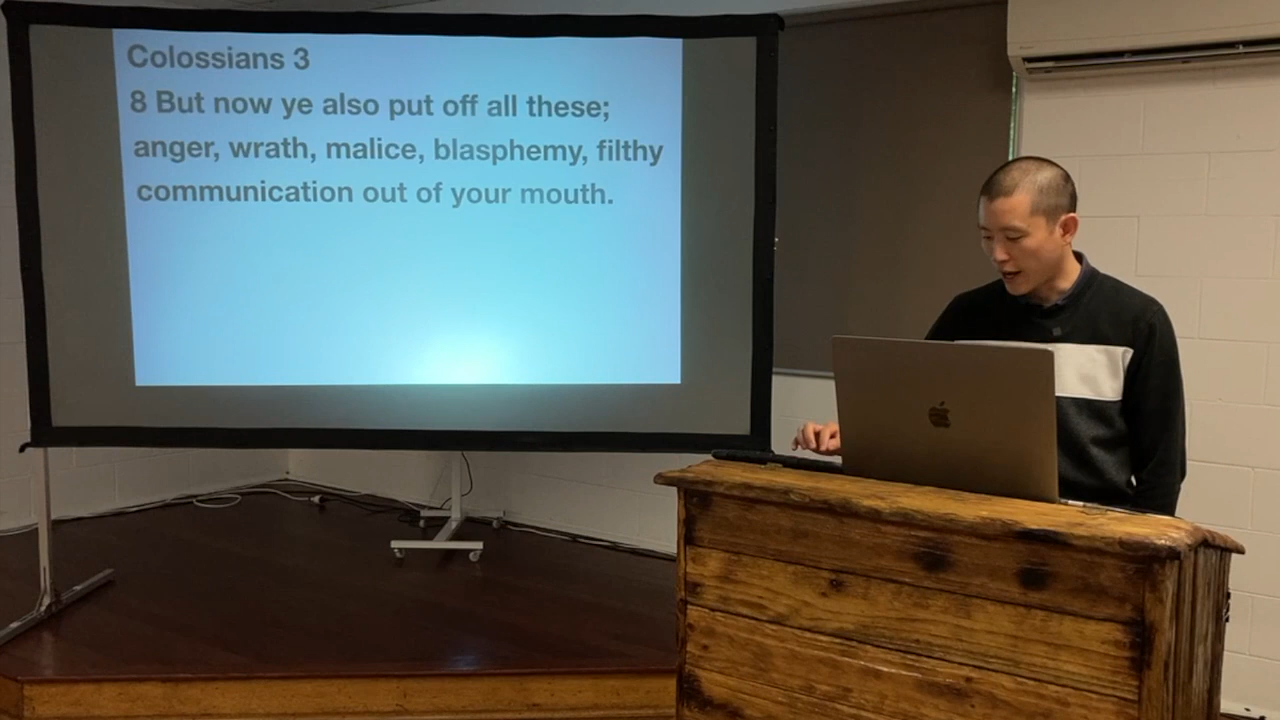 Colossians 3
8 But now ye also put off all these;
anger, wrath, malice, blasphemy, filthy
communication out of your mouth.